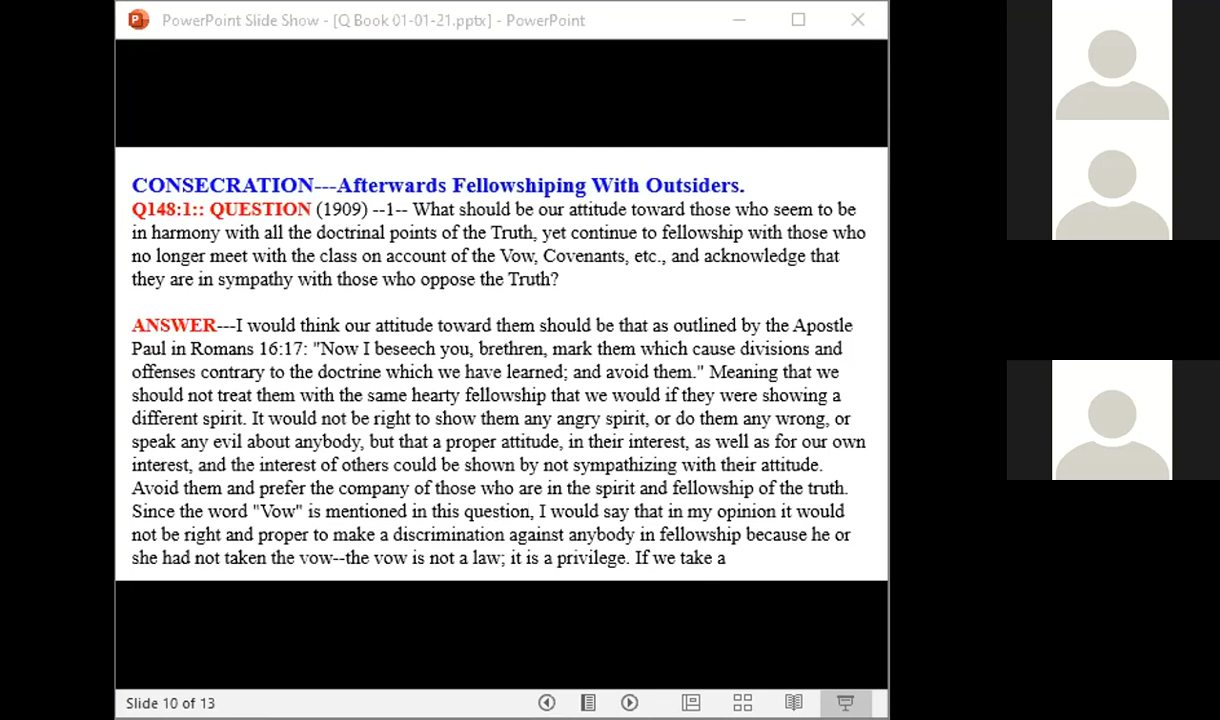 PowerPoint Slide Show - [Q Book 01-01-21.pptx] - PowerPoint
CONSECRATION---Afterwards Fellowshiping With Outsiders.
Q148:1:: QUESTION (1909) --1-- What should be our attitude toward those who seem to be
in harmony with all the doctrinal points of the Truth, yet continue to fellowship with those who
no longer meet with the class on account of the Vow, Covenants, etc., and acknowledge that
they are in sympathy with those who oppose the Truth?
ANSWER---I would think our attitude toward them should be that as outlined by the Apostle
Paul in Romans 16:17: "Now I beseech you, brethren, mark them which cause divisions and
offenses contrary to the doctrine which we have learned; and avoid them." Meaning that we
should not treat them with the same hearty fellowship that we would if they were showing a
different spirit. It would not be right to show them any angry spirit, or do them any wrong, or
speak any evil about anybody, but that a proper attitude, in their interest, as well as for our own
interest, and the interest of others could be shown by not sympathizing with their attitude.
Avoid them and prefer the company of those who are in the spirit and fellowship of the truth.
Since the word "Vow" is mentioned in this question, I would say that in my opinion it would
not be right and proper to make a discrimination against anybody in fellowship because he or
she had not taken the vow--the vow is not a law; it is a privilege. If we take a
Slide 10 of 13